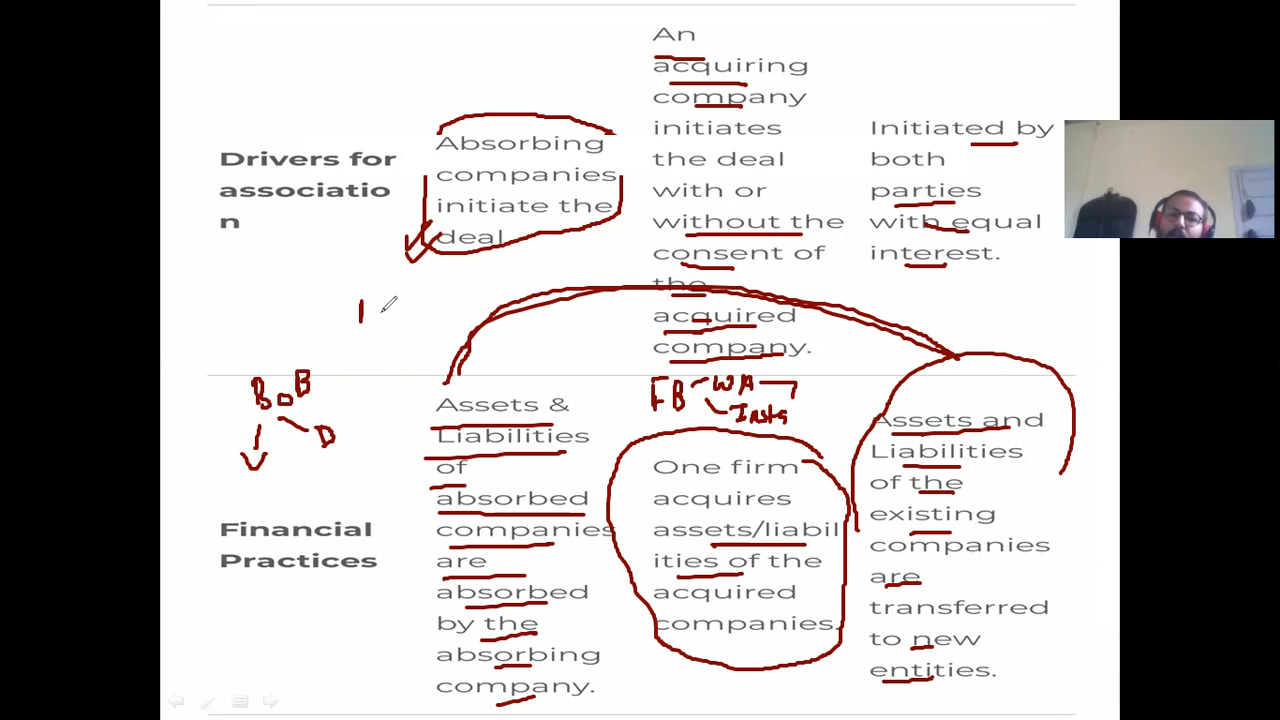 Drivers for
associatio
n
Absorbing
companies
initiate the
deal
An
acquiring
company
initiates
the deal
with or
without the
consent of
the
acquired
company.
Initiated by
both
parties
with equal
interest.
BOB
D
FB WA
Insta
Financial
Practices
Assets &
Liabilities
of
absorbed
companies
are
absorbed
by the
absorbing
company.
One firm
acquires
assets/liabil
ities of the
acquired
companies.
Assets and
Liabilities
of the
existing
companies
are
transferred
to new
entities.